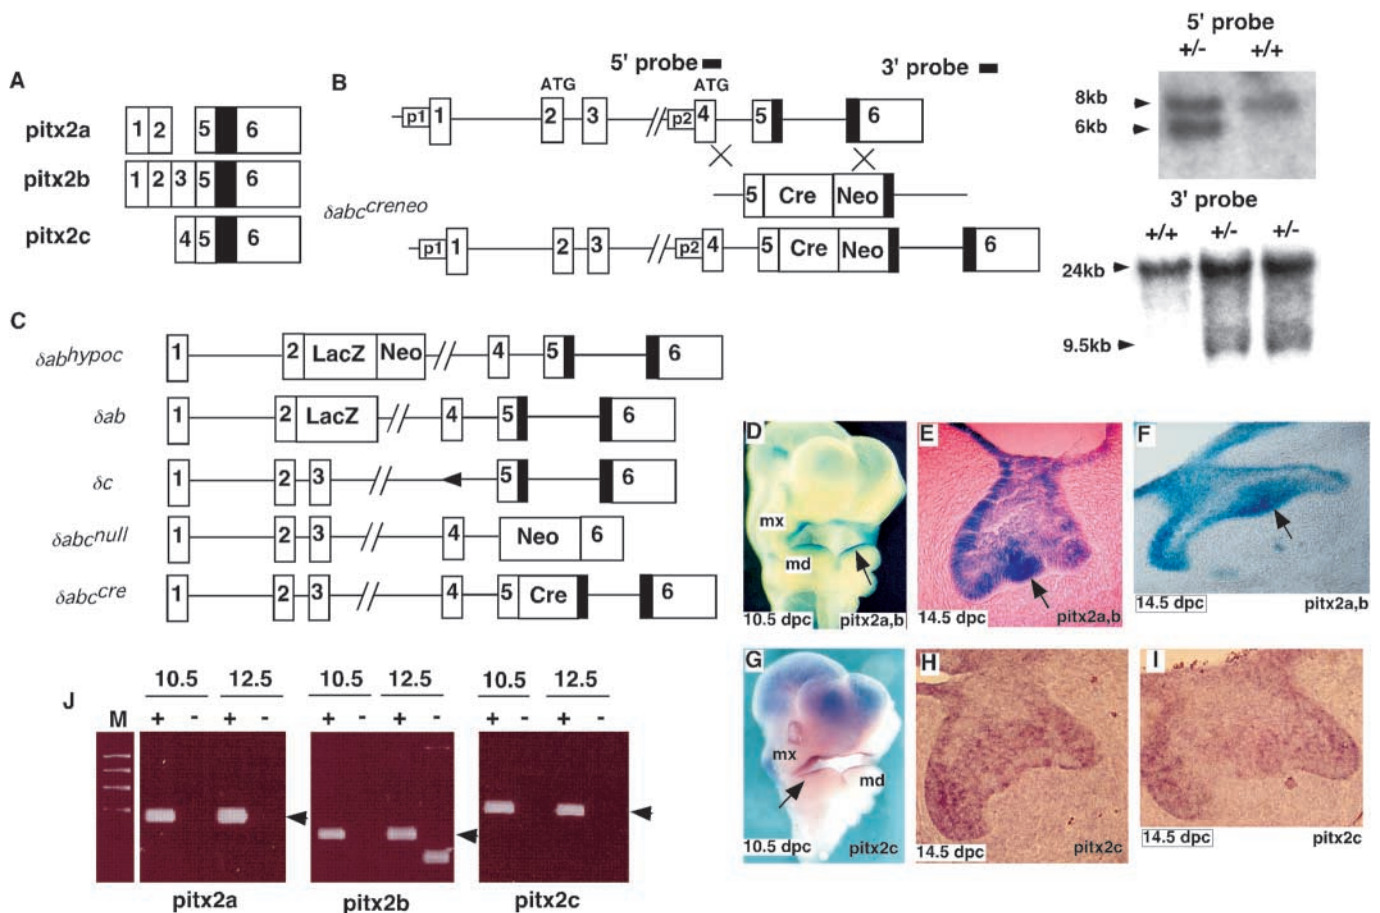 A
pitx2a
1 2 5 6
pitx2b
1 2 3 5 6
pitx2c
4 5 6
B
5' probe
3' probe
ATG
ATG
p1 1 2 3 p2 4 5 6
5 Cre Neo
δabc^creneo
p1 1 2 3 p2 4 5 Cre Neo 6
5' probe
+/- +/+
8kb
6kb
3' probe
+/+ +/- +/-
24kb
9.5kb
C
δab^hypoc
1 2 LacZ Neo 4 5 6
δab
1 2 LacZ 4 5 6
δc
1 2 3 5 6
δabc^null
1 2 3 4 Neo 6
δabc^cre
1 2 3 4 5 Cre 6
D
mx
md
10.5 dpc
pitx2a,b
E
14.5 dpc
pitx2a,b
F
14.5 dpc
pitx2a,b
G
mx
md
10.5 dpc
pitx2c
H
14.5 dpc
pitx2c
I
14.5 dpc
pitx2c
J
10.5 12.5 10.5 12.5 10.5 12.5
M + - + - + - + - + - + -
pitx2a pitx2b pitx2c